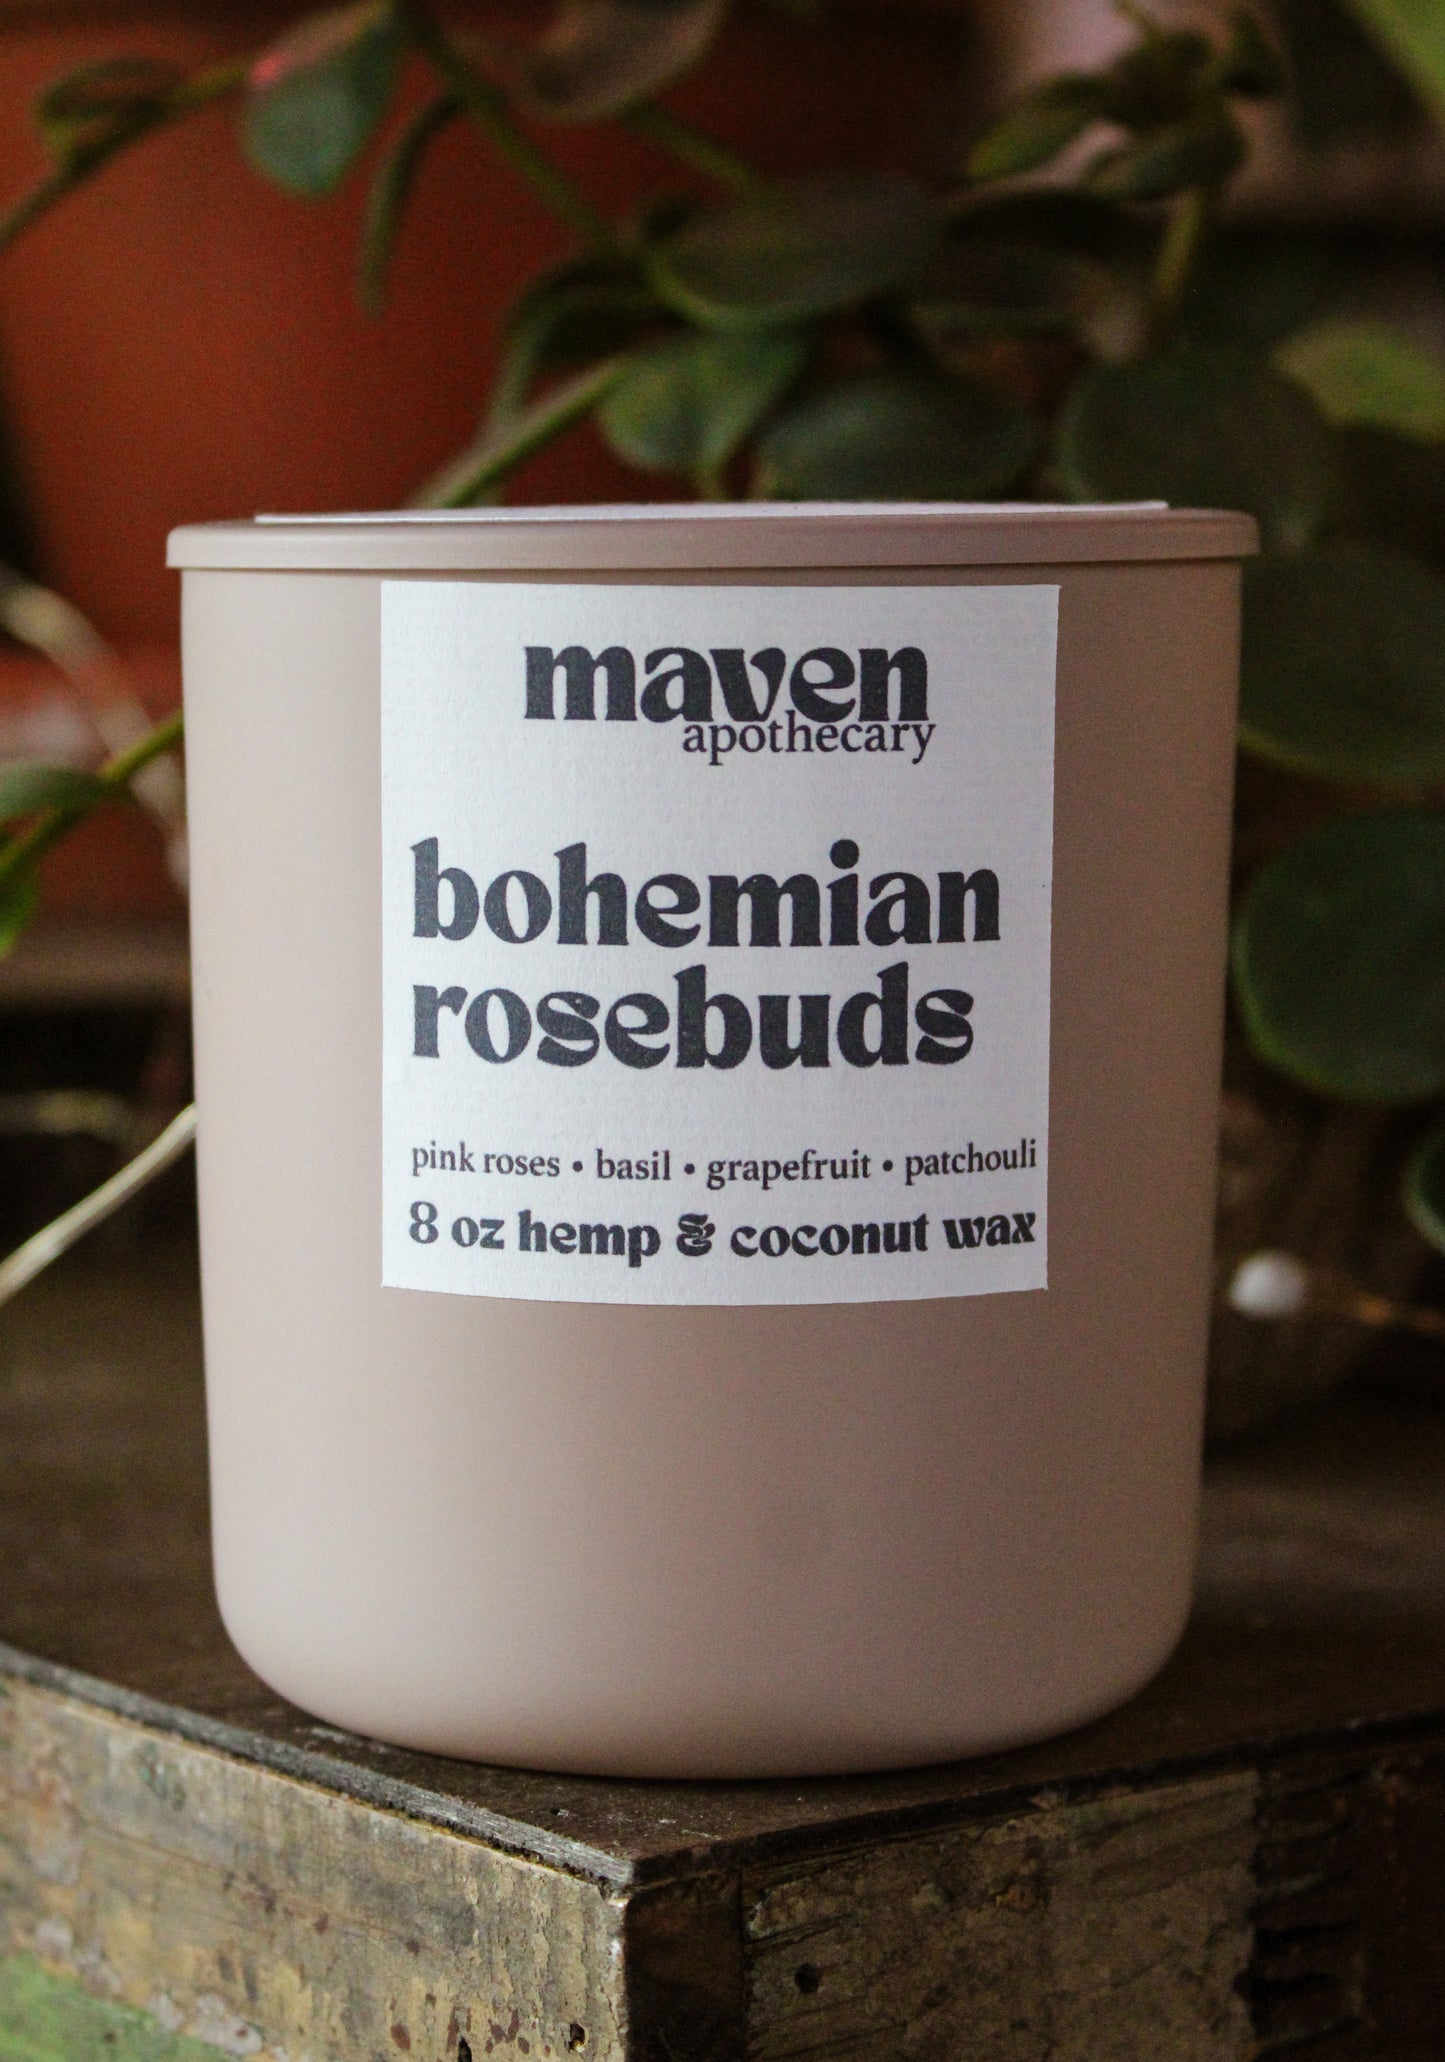 maven
apothecary
bohemian
rosebuds
pink roses • basil • grapefruit • patchouli
8 oz hemp & coconut wax